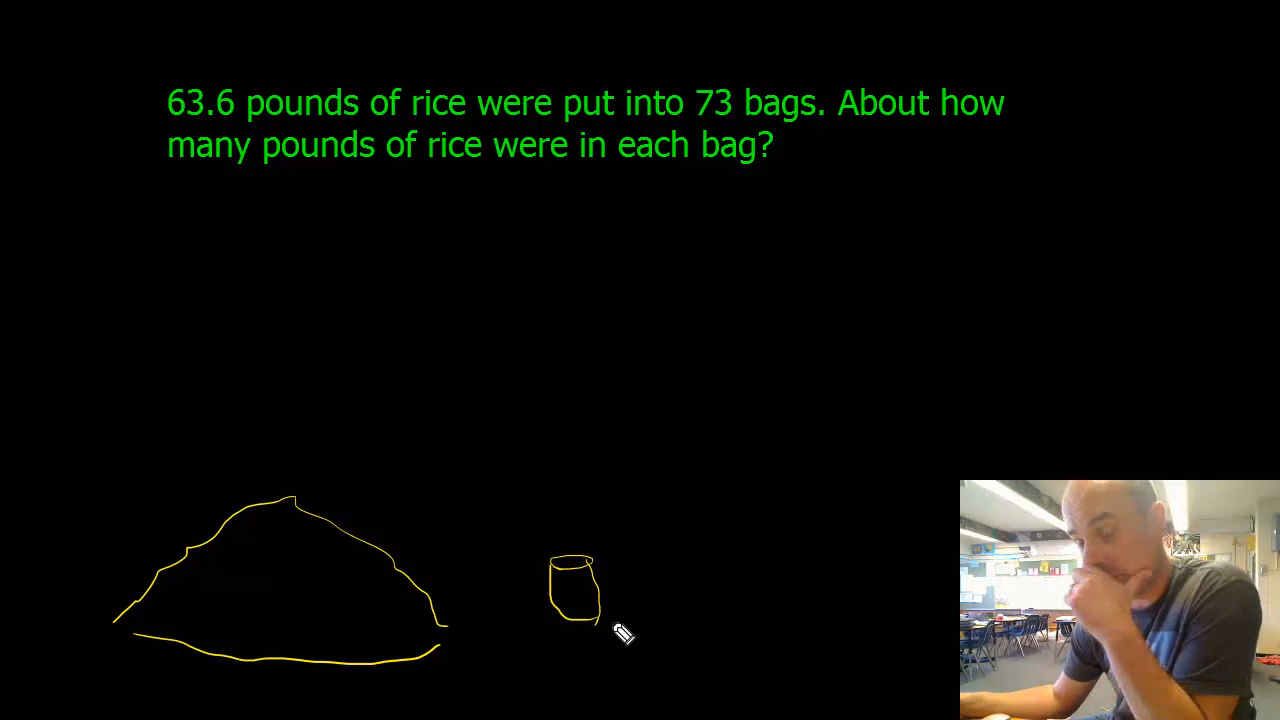 63.6 pounds of rice were put into 73 bags. About how
many pounds of rice were in each bag?